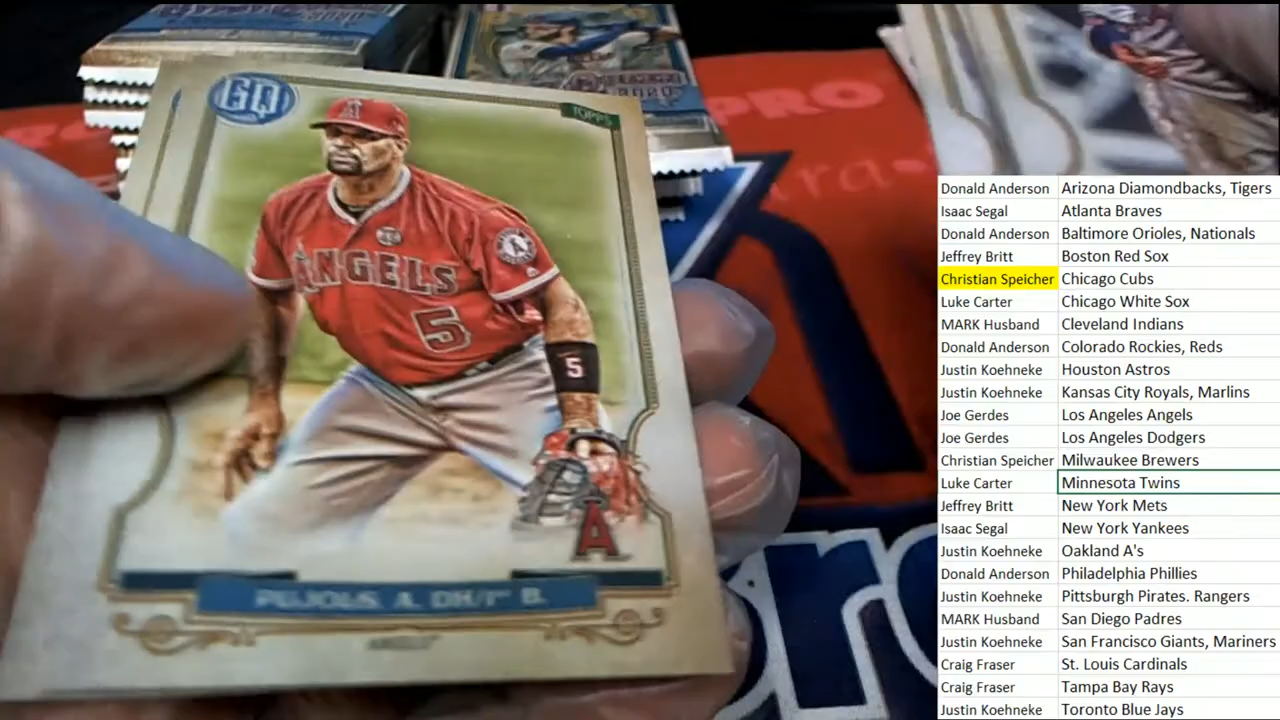 GQ
TOPPS
A
ANGELS
5
5
A
PUJOLS, A. DH/1ST B.
ANGELS
2020
PRO
Donald Anderson Arizona Diamondbacks, Tigers
Isaac Segal Atlanta Braves
Donald Anderson Baltimore Orioles, Nationals
Jeffrey Britt Boston Red Sox
Christian Speicher Chicago Cubs
Luke Carter Chicago White Sox
MARK Husband Cleveland Indians
Donald Anderson Colorado Rockies, Reds
Justin Koehneke Houston Astros
Justin Koehneke Kansas City Royals, Marlins
Joe Gerdes Los Angeles Angels
Joe Gerdes Los Angeles Dodgers
Christian Speicher Milwaukee Brewers
Luke Carter Minnesota Twins
Jeffrey Britt New York Mets
Isaac Segal New York Yankees
Justin Koehneke Oakland A's
Donald Anderson Philadelphia Phillies
Justin Koehneke Pittsburgh Pirates. Rangers
MARK Husband San Diego Padres
Justin Koehneke San Francisco Giants, Mariners
Craig Fraser St. Louis Cardinals
Craig Fraser Tampa Bay Rays
Justin Koehneke Toronto Blue Jays